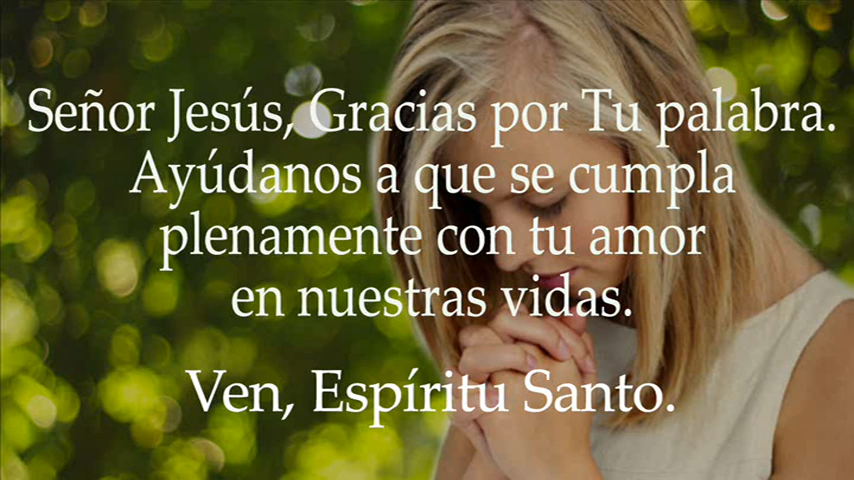 Señor Jesús, Gracias por Tu palabra.
Ayúdanos a que se cumpla
plenamente con tu amor
en nuestras vidas.
Ven, Espíritu Santo.